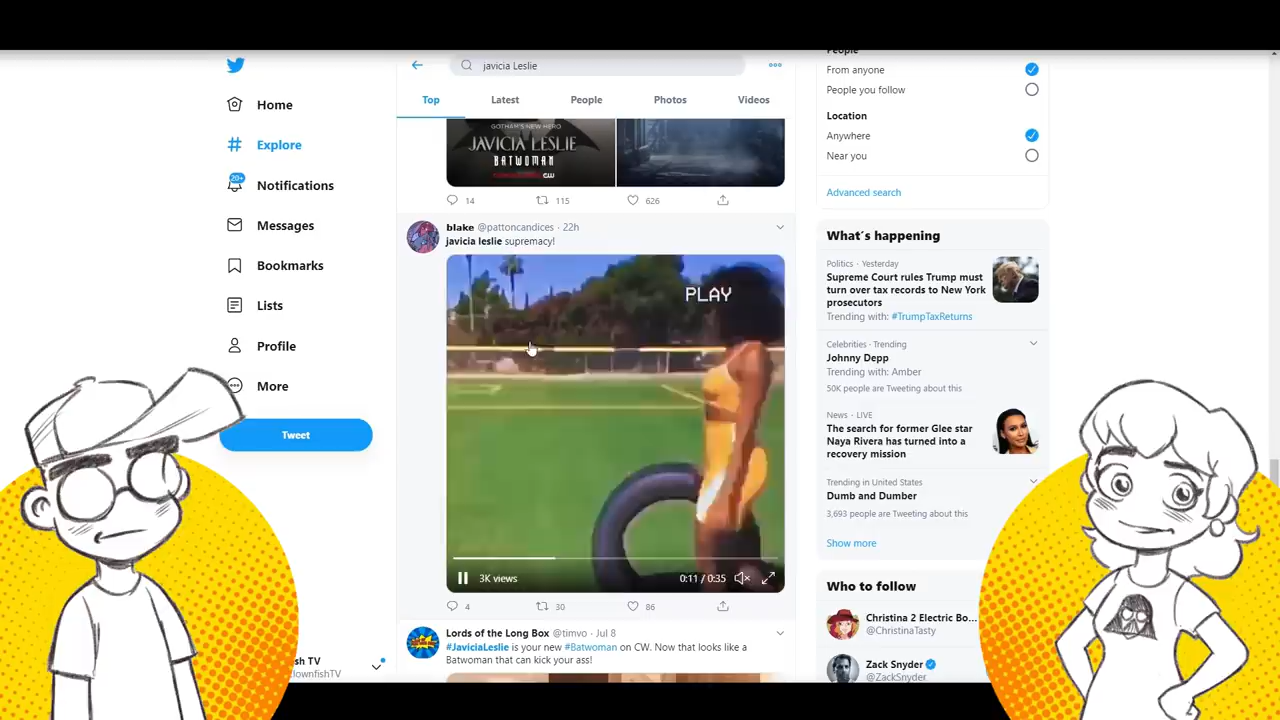 javicia Leslie
Home
Explore
20+
Notifications
Messages
Bookmarks
Lists
Profile
More
Tweet
sh TV
lownfishTV
Top
Latest
People
Photos
Videos
GOTHAM'S NEW HERO
JAVICIA LESLIE
BATWOMAN
CW
14
115
626
blake @pattoncandices · 22h
javicia leslie supremacy!
PLAY
3K views
0:11 / 0:35
4
30
86
Lords of the Long Box @timvo · Jul 8
#JaviciaLeslie is your new #Batwoman on CW. Now that looks like a
Batwoman that can kick your ass!
People
From anyone
People you follow
Location
Anywhere
Near you
Advanced search
What's happening
Politics · Yesterday
Supreme Court rules Trump must
turn over tax records to New York
prosecutors
Trending with: #TrumpTaxReturns
Celebrities · Trending
Johnny Depp
Trending with: Amber
50K people are Tweeting about this
News · LIVE
The search for former Glee star
Naya Rivera has turned into a
recovery mission
Trending in United States
Dumb and Dumber
3,693 people are Tweeting about this
Show more
Who to follow
Christina 2 Electric Bo...
@ChristinaTasty
Zack Snyder
@ZackSnyder